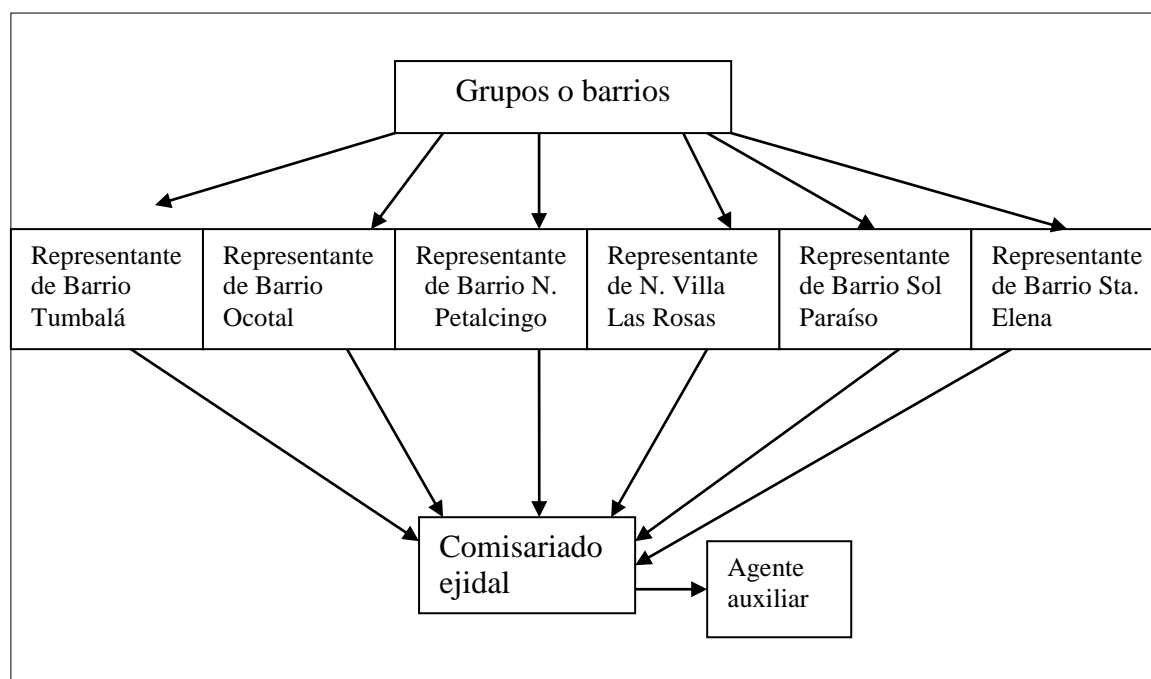 Grupos o barrios
Representante
de Barrio
Tumbalá
Representante
de Barrio
Ocotal
Representante
de Barrio N.
Petalcingo
Representante
de N. Villa
Las Rosas
Representante
de Barrio Sol
Paraíso
Representante
de Barrio Sta.
Elena
Comisariado
ejidal
Agente
auxiliar